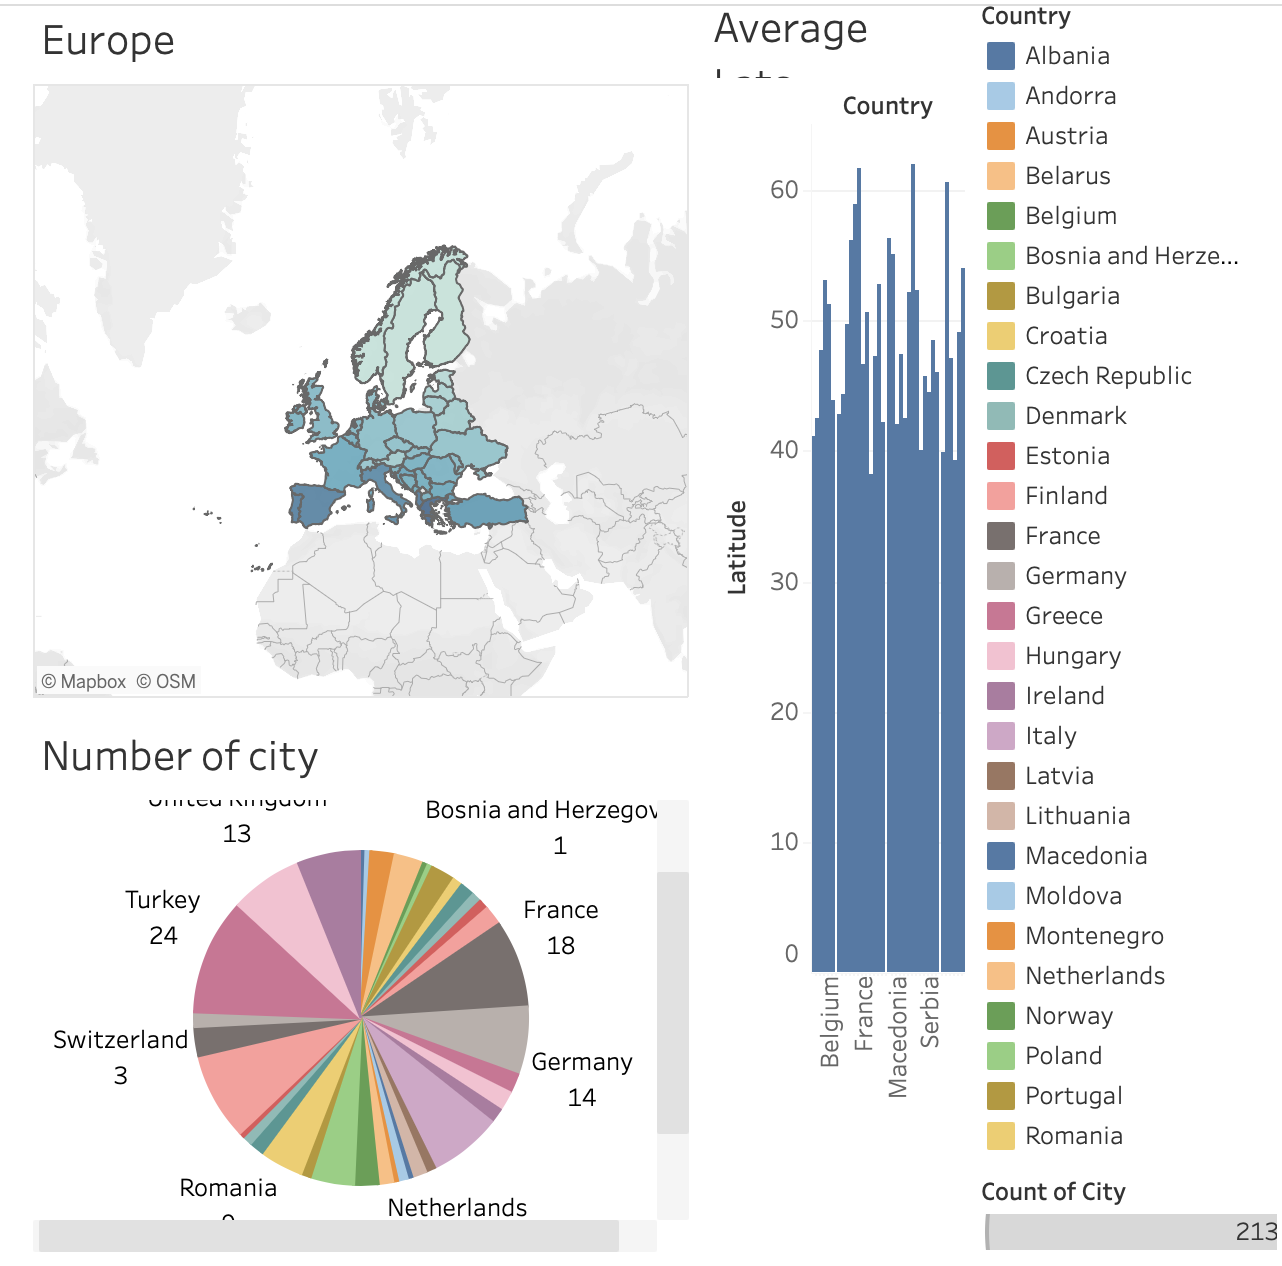 Europe
© Mapbox © OSM
Number of city
United Kingdom
13
Bosnia and Herzegov
1
Turkey
24
France
18
Switzerland
3
Germany
14
Romania
Netherlands
Average
Country
60
50
40
30
20
10
0
Latitude
Belgium
France
Macedonia
Serbia
Country
Albania
Andorra
Austria
Belarus
Belgium
Bosnia and Herze...
Bulgaria
Croatia
Czech Republic
Denmark
Estonia
Finland
France
Germany
Greece
Hungary
Ireland
Italy
Latvia
Lithuania
Macedonia
Moldova
Montenegro
Netherlands
Norway
Poland
Portugal
Romania
Count of City
213